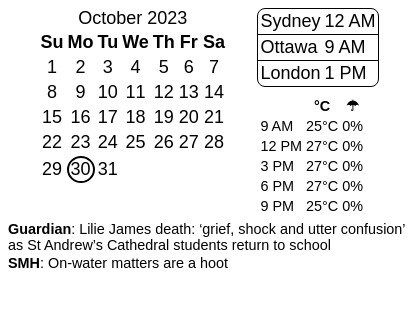 October 2023
Su Mo Tu We Th Fr Sa
1 2 3 4 5 6 7
8 9 10 11 12 13 14
15 16 17 18 19 20 21
22 23 24 25 26 27 28
29 30 31
Sydney 12 AM
Ottawa 9 AM
London 1 PM
°C ☂
9 AM 25°C 0%
12 PM 27°C 0%
3 PM 27°C 0%
6 PM 27°C 0%
9 PM 25°C 0%
Guardian: Lilie James death: ‘grief, shock and utter confusion’
as St Andrew’s Cathedral students return to school
SMH: On-water matters are a hoot